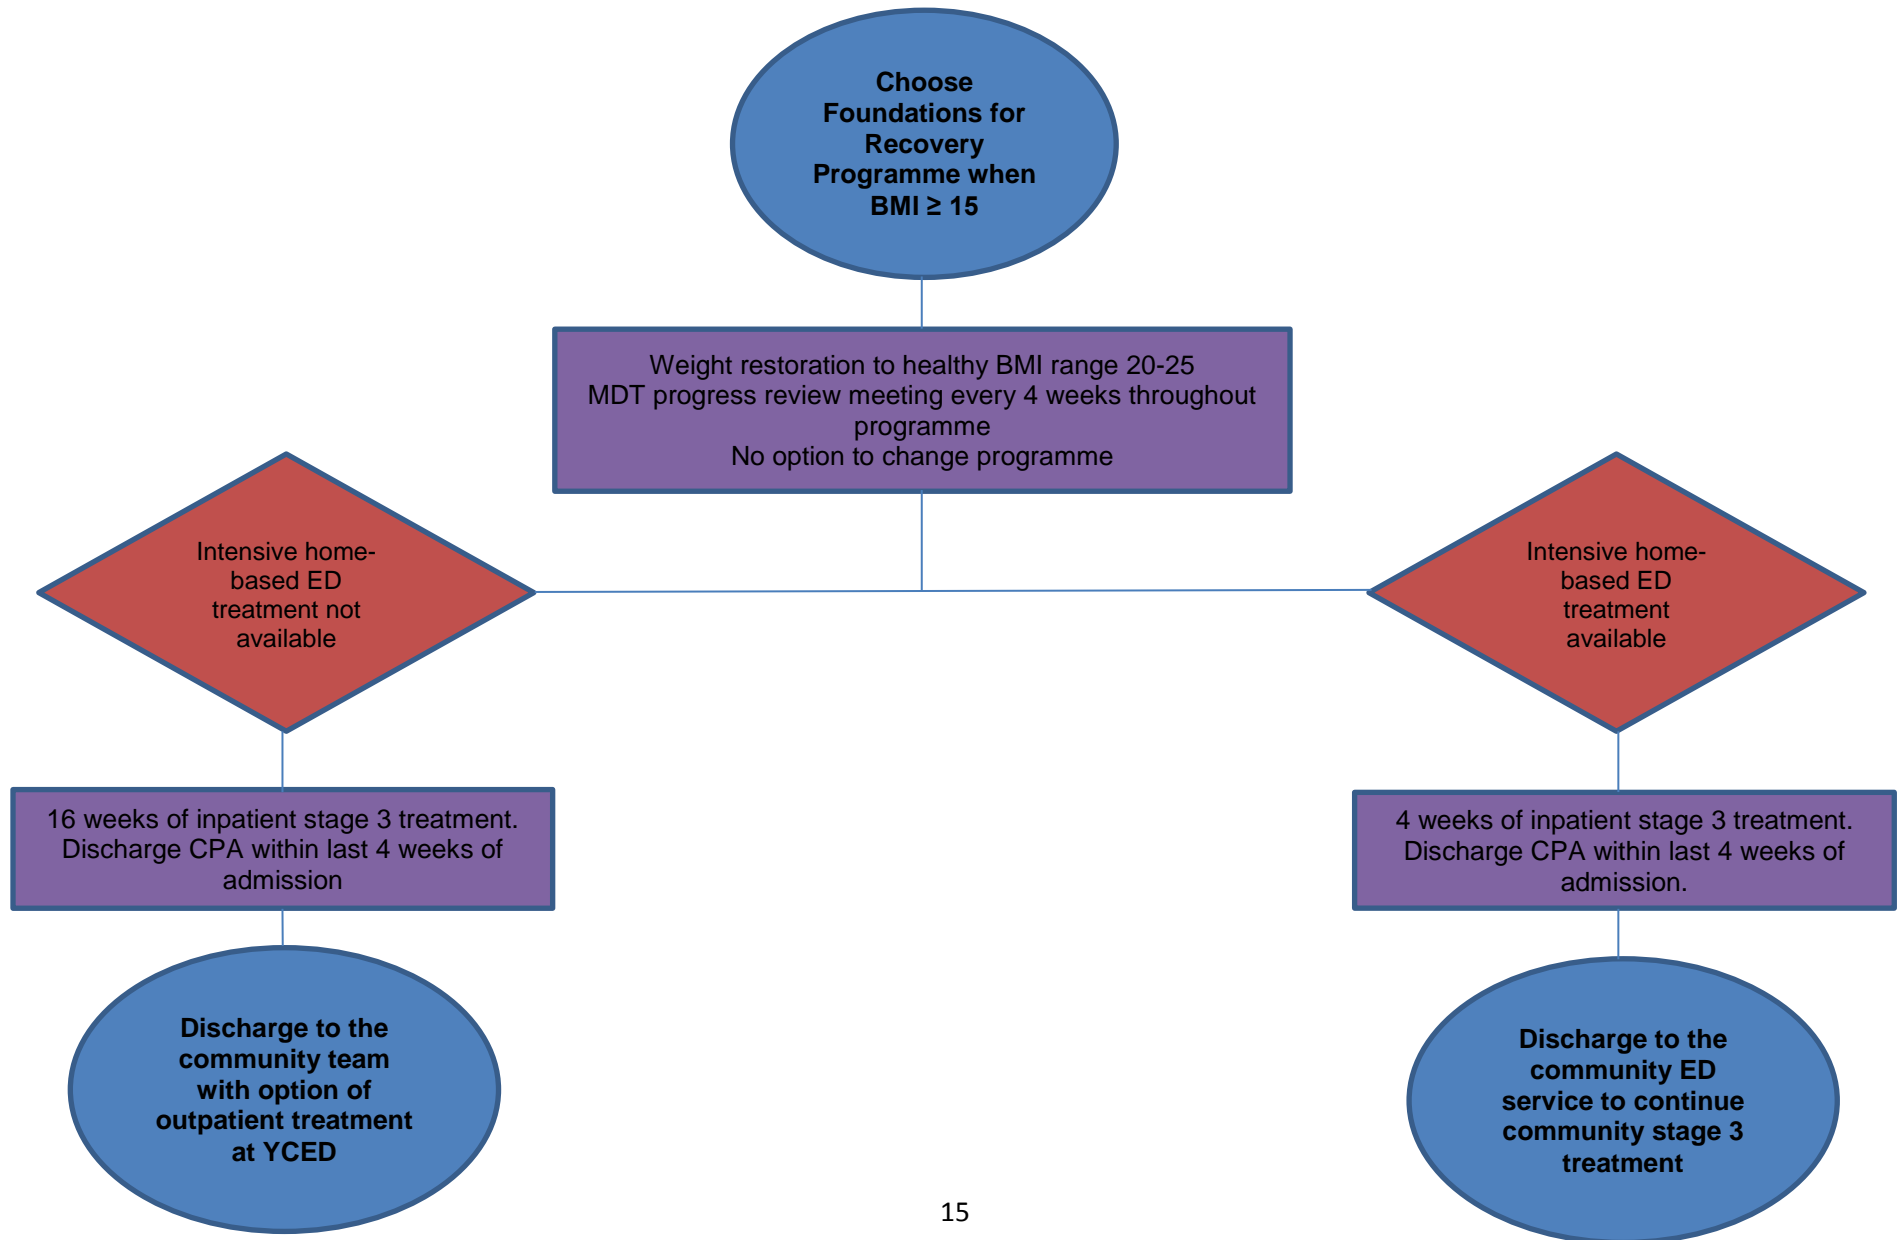 Choose
Foundations for
Recovery
Programme when
BMI ≥ 15
Weight restoration to healthy BMI range 20-25
MDT progress review meeting every 4 weeks throughout
programme
No option to change programme
Intensive home-
based ED
treatment not
available
Intensive home-
based ED
treatment
available
16 weeks of inpatient stage 3 treatment.
Discharge CPA within last 4 weeks of
admission
4 weeks of inpatient stage 3 treatment.
Discharge CPA within last 4 weeks of
admission.
Discharge to the
community team
with option of
outpatient treatment
at YCED
Discharge to the
community ED
service to continue
community stage 3
treatment
15